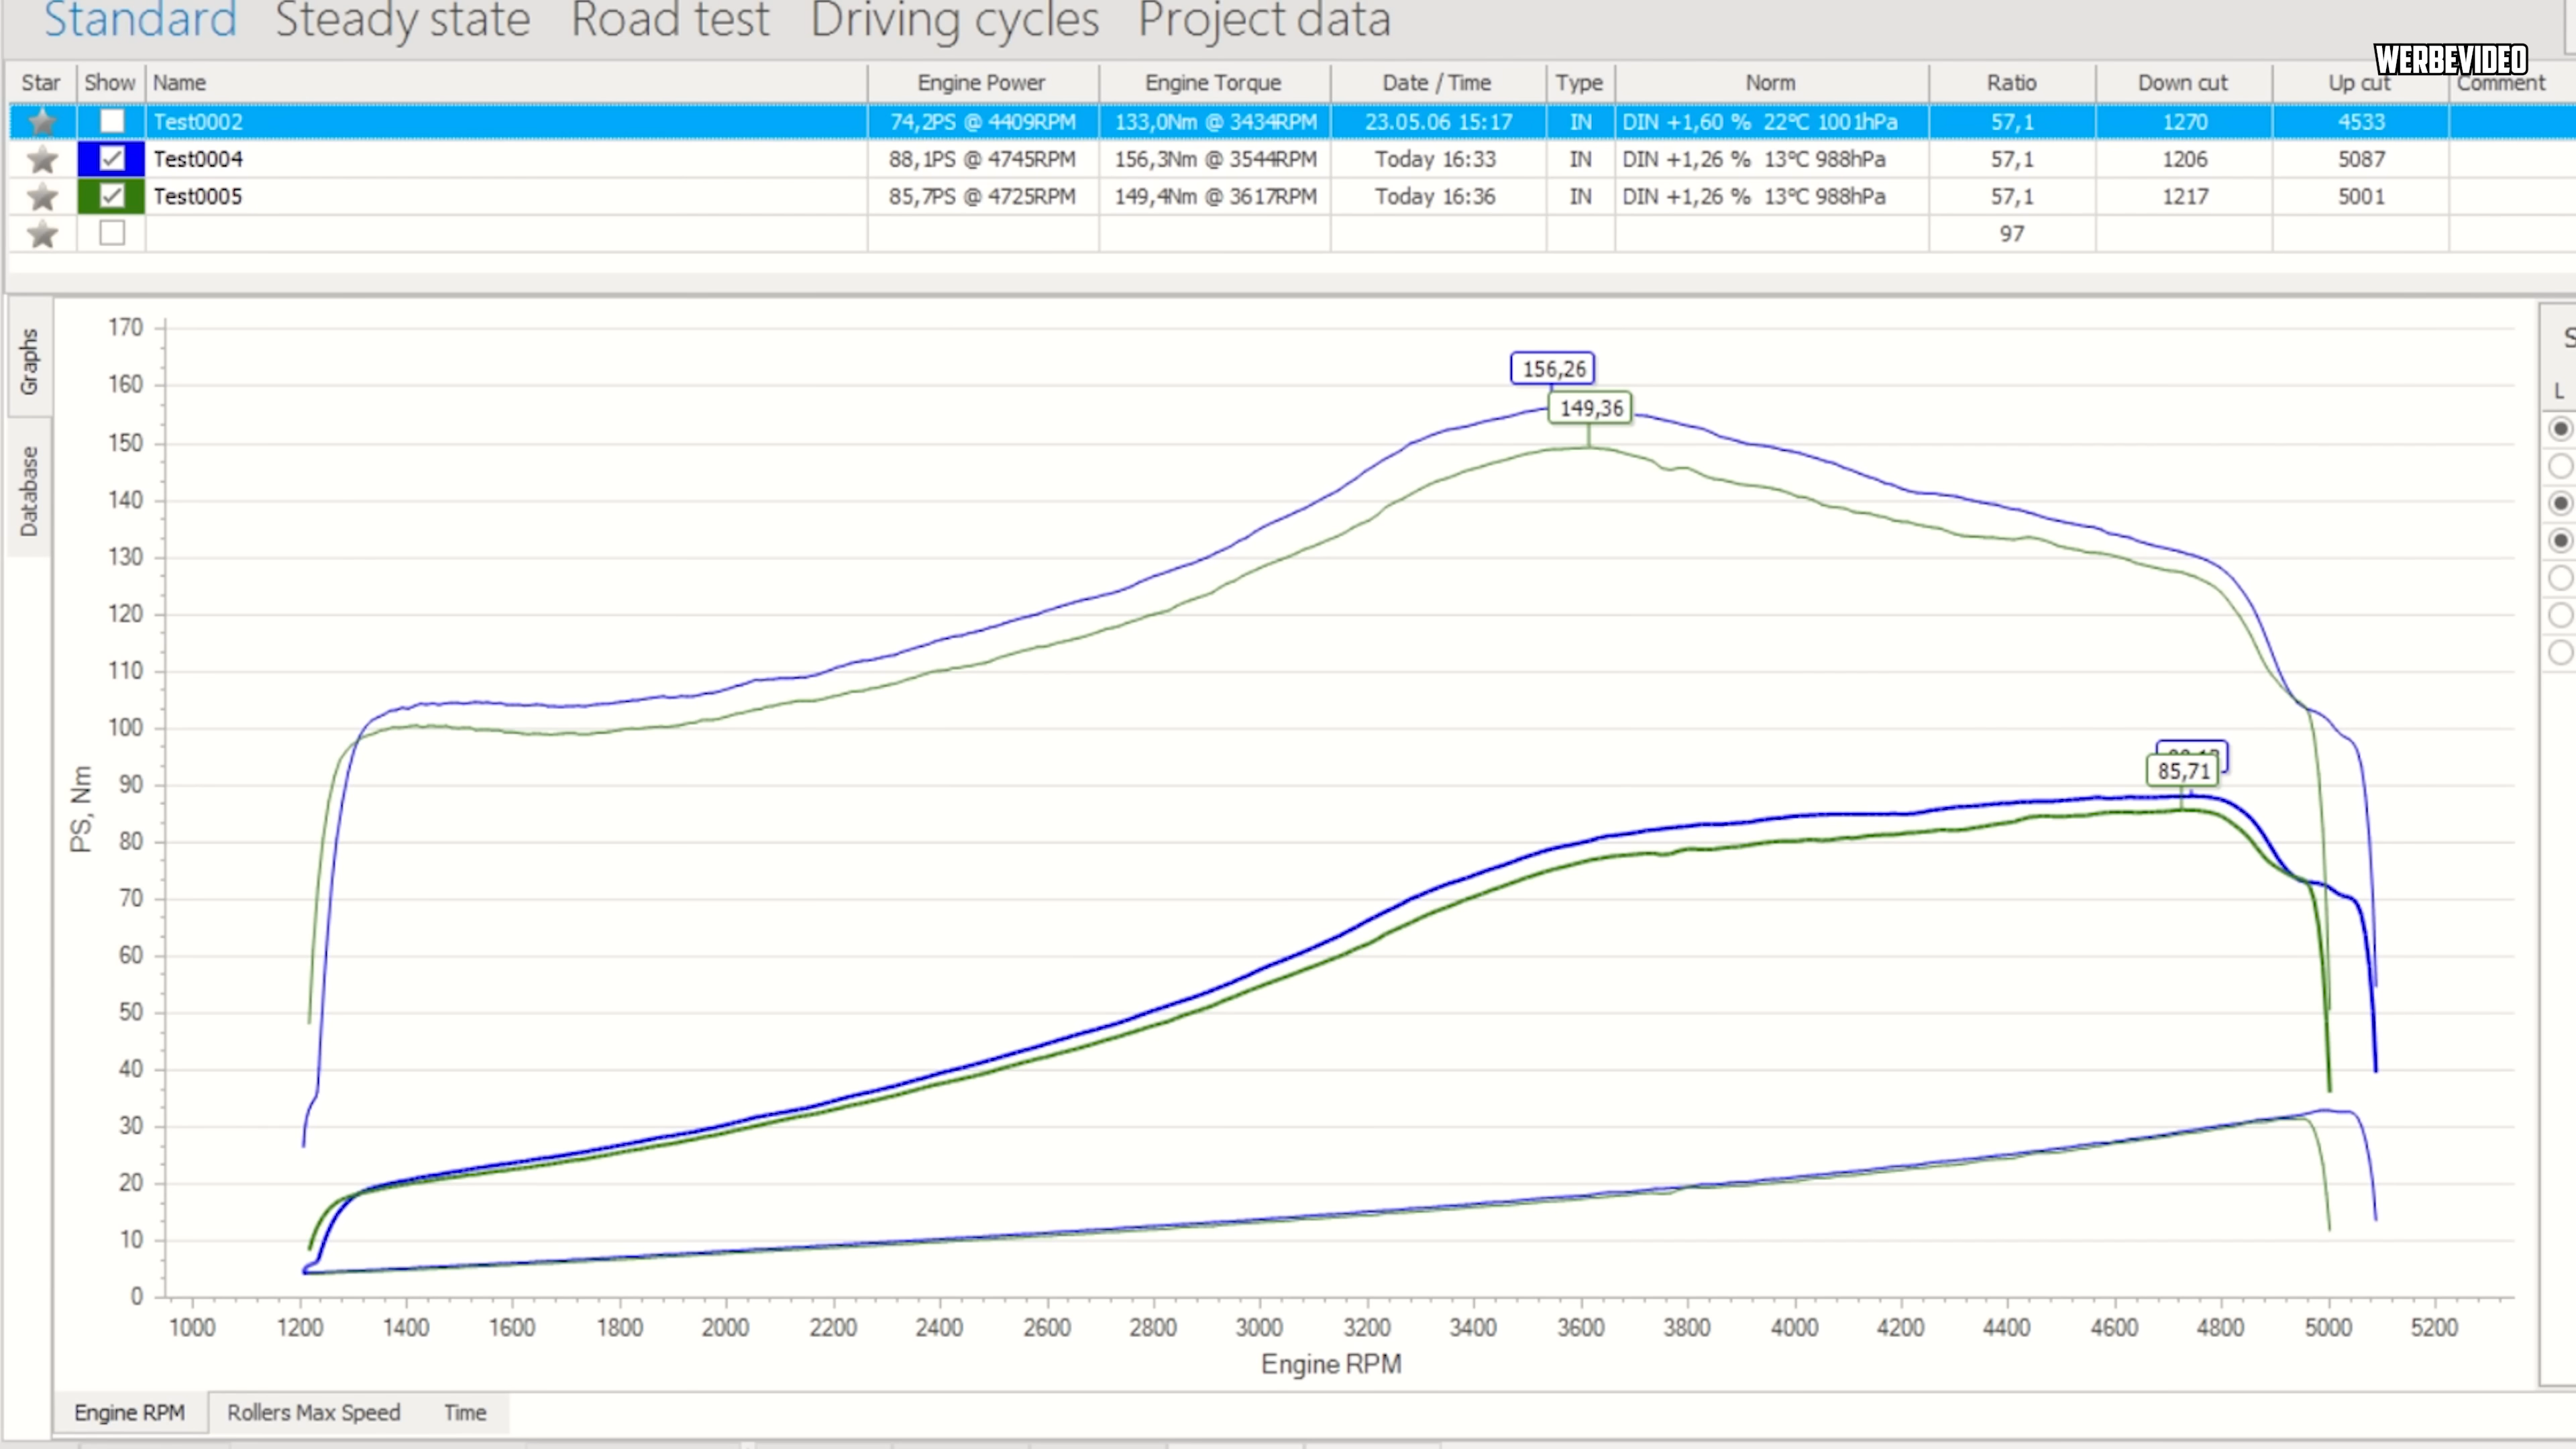 Standard Steady state Road test Driving cycles Project data
WERBEVIDEO
Star Show Name Engine Power Engine Torque Date / Time Type Norm Ratio Down cut Up cut Comment
Test0002 74,2PS @ 4409RPM 133,0Nm @ 3434RPM 23.05.06 15:17 IN DIN +1,60 % 22°C 1001hPa 57,1 1270 4533
Test0004 88,1PS @ 4745RPM 156,3Nm @ 3544RPM Today 16:33 IN DIN +1,26 % 13°C 988hPa 57,1 1206 5087
Test0005 85,7PS @ 4725RPM 149,4Nm @ 3617RPM Today 16:36 IN DIN +1,26 % 13°C 988hPa 57,1 1217 5001
97
Graphs
Database
L
170
160
150
140
130
120
110
100
90
80
70
60
50
40
30
20
10
0
PS, Nm
156,26
149,36
85,71
1000 1200 1400 1600 1800 2000 2200 2400 2600 2800 3000 3200 3400 3600 3800 4000 4200 4400 4600 4800 5000 5200
Engine RPM
Engine RPM Rollers Max Speed Time